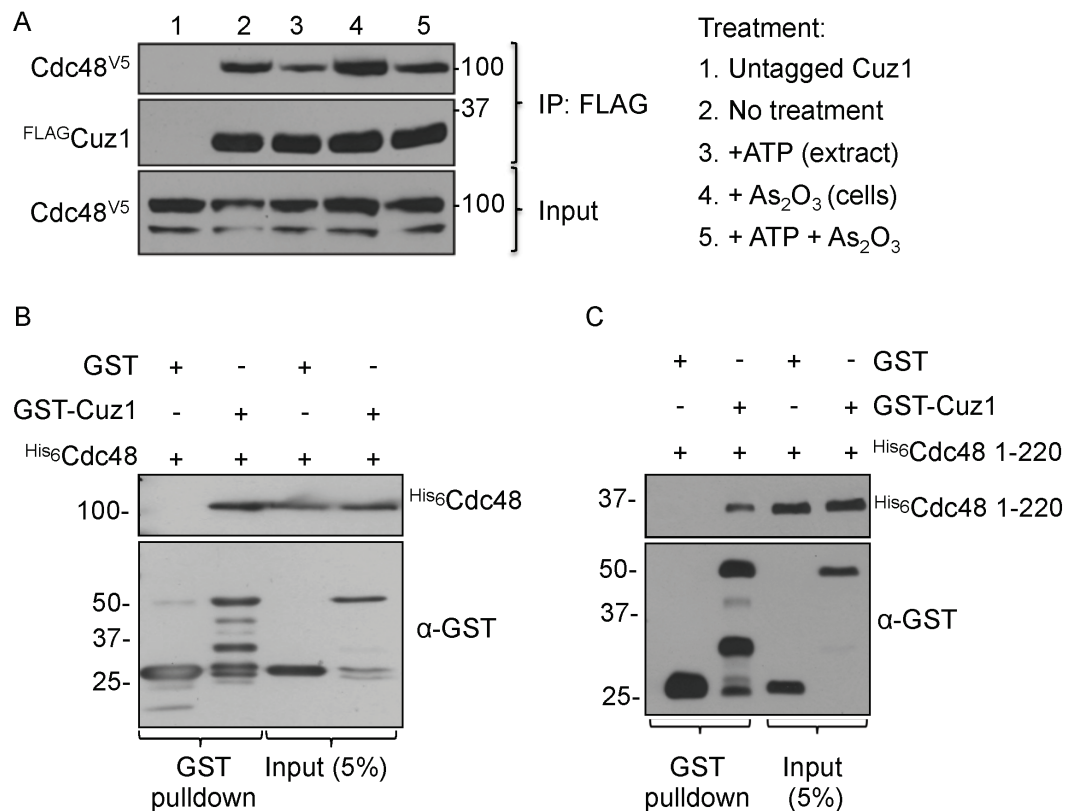 A
1 2 3 4 5
Cdc48V5
-100
-37
FLAGCuz1
IP: FLAG
Cdc48V5
-100
Input
Treatment:
1. Untagged Cuz1
2. No treatment
3. +ATP (extract)
4. + As2O3 (cells)
5. + ATP + As2O3
B
GST + - + -
GST-Cuz1 - + - +
His6Cdc48 + + + +
100-
His6Cdc48
50-
37-
25-
α-GST
GST pulldown
Input (5%)
C
+ - + - GST
- + - + GST-Cuz1
+ + + + His6Cdc48 1-220
37-
His6Cdc48 1-220
50-
37-
25-
α-GST
GST pulldown
Input (5%)